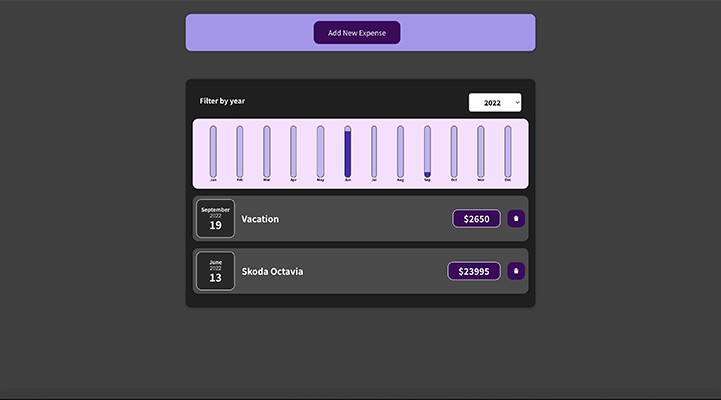 Add New Expense
Filter by year
2022
Jan Feb Mar Apr May Jun Jul Aug Sep Oct Nov Dec
September
2022
19
Vacation
$2650
June
2022
13
Skoda Octavia
$23995